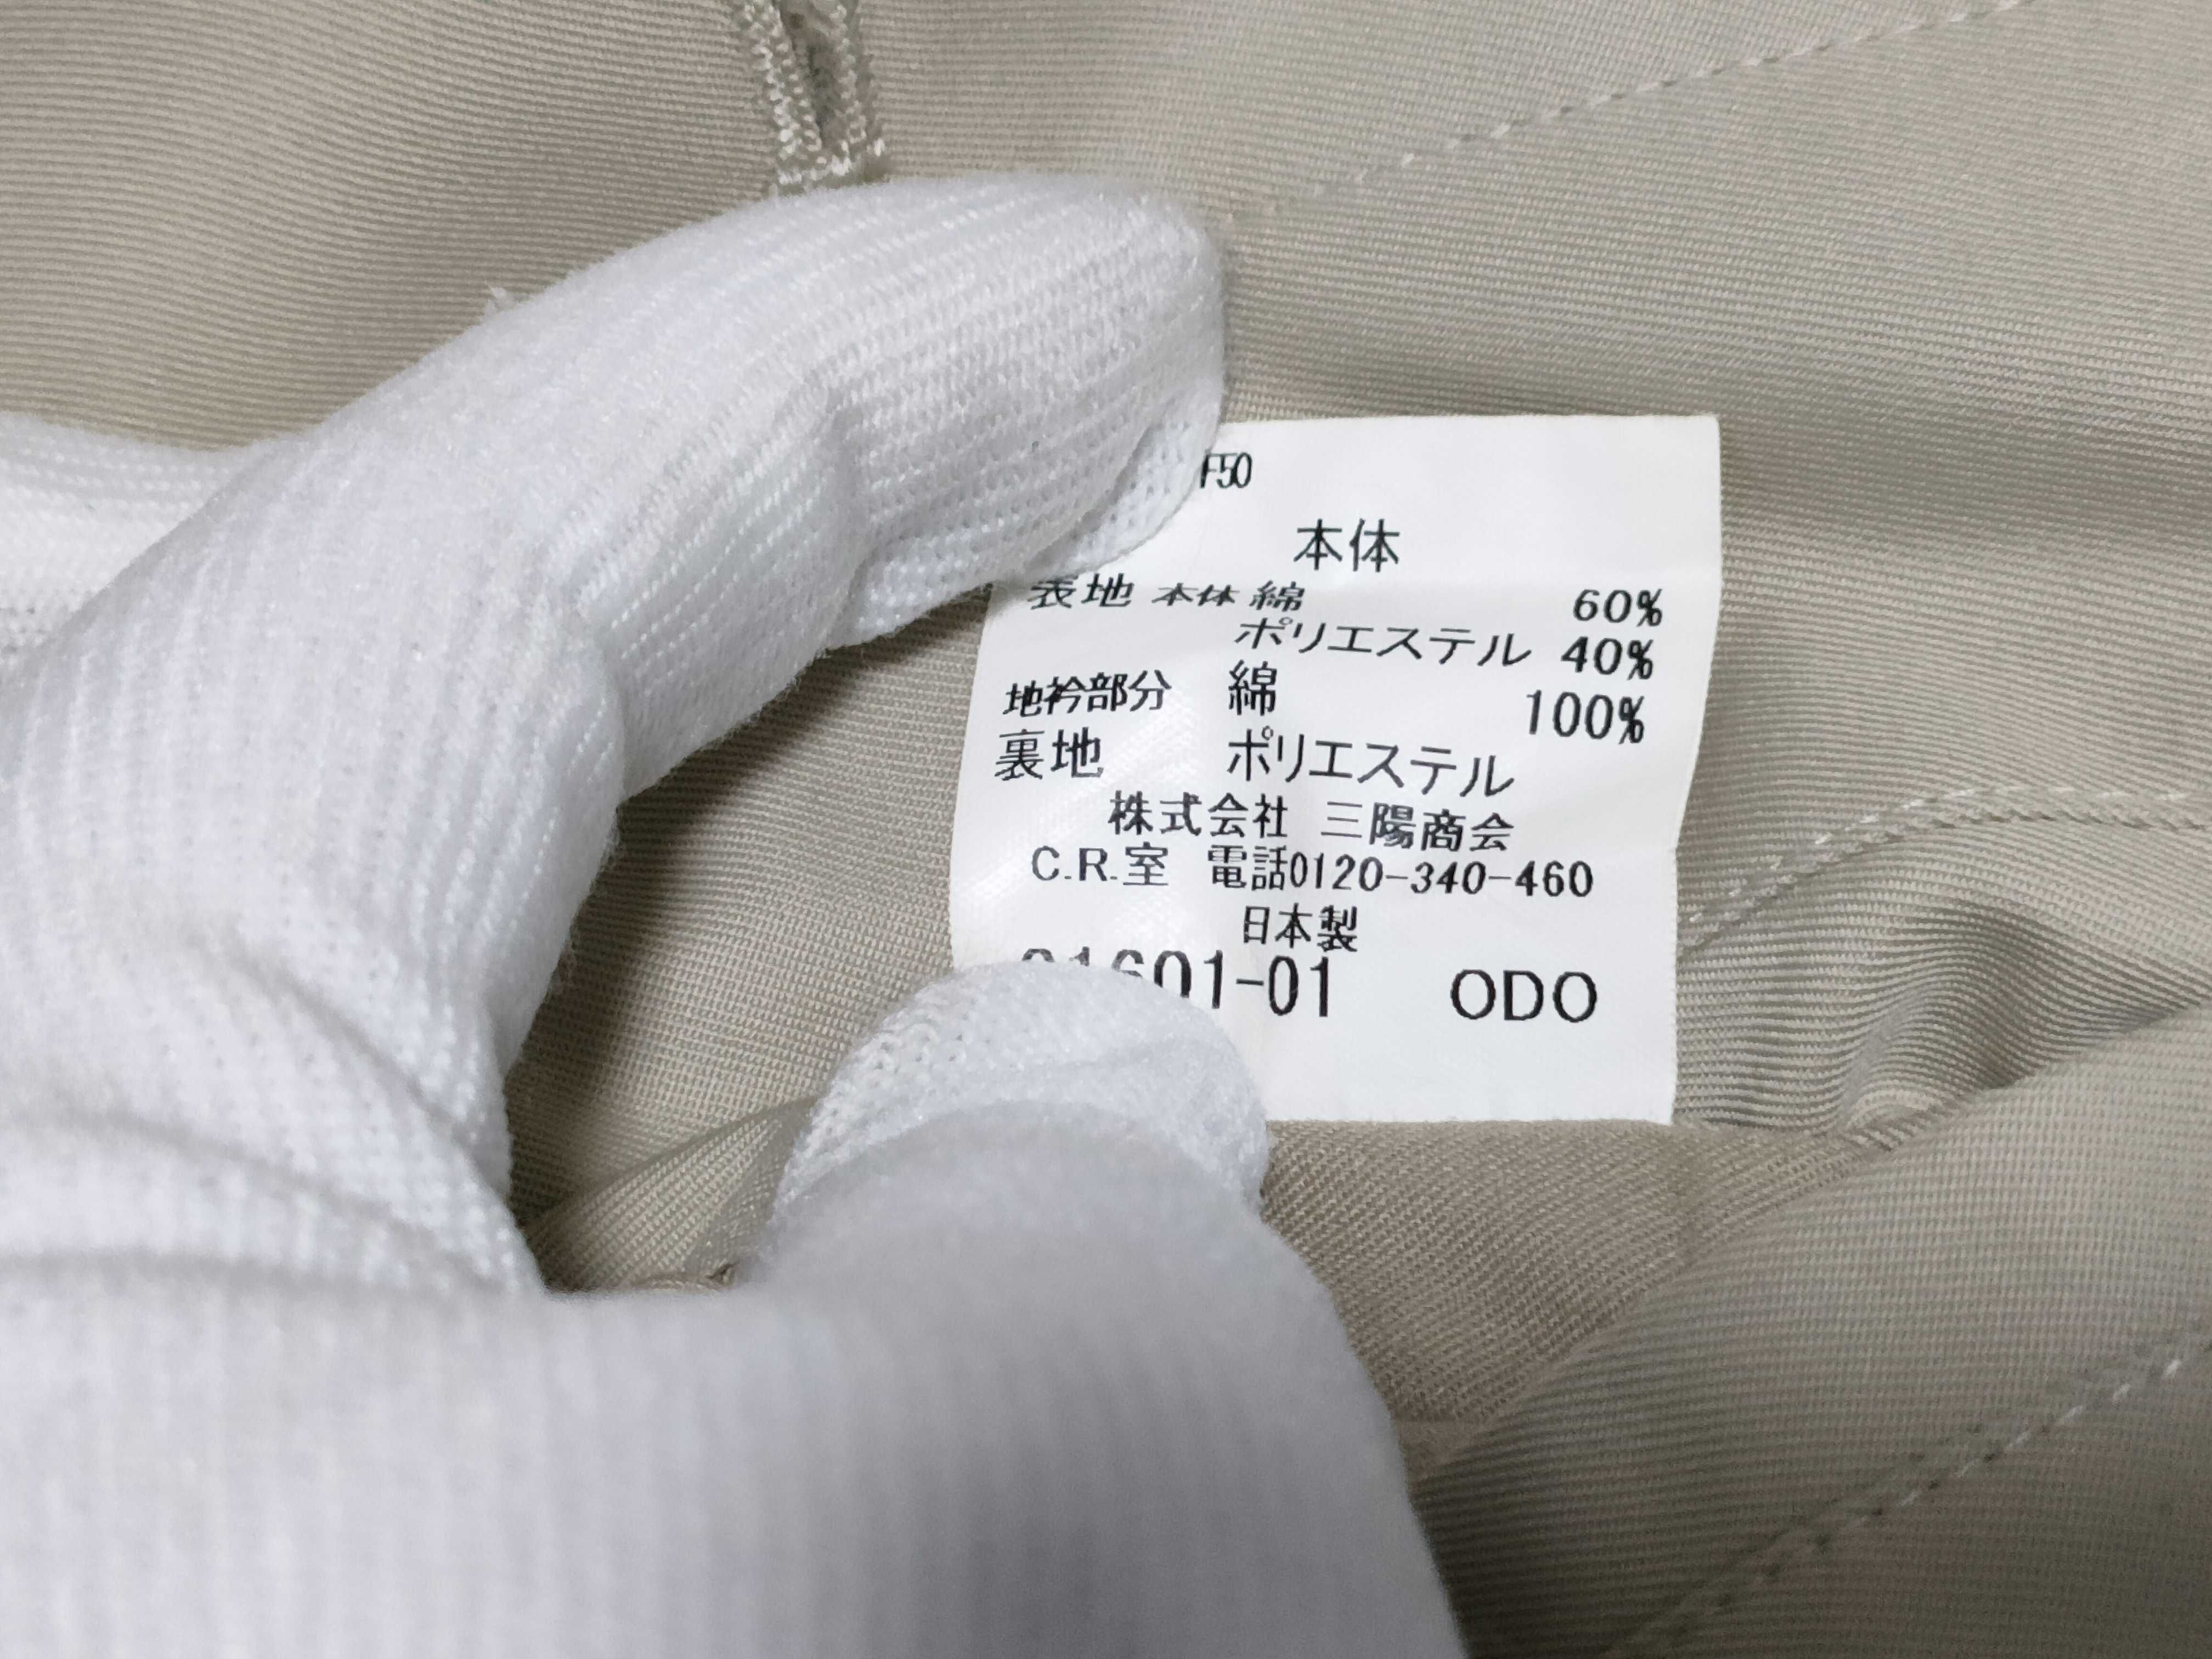 F50
本体
表地 本体 綿 60%
ポリエステル 40%
地衿部分 綿 100%
裏地 ポリエステル
株式会社 三陽商会
C.R.室 電話0120-340-460
日本製
01-01 ODO